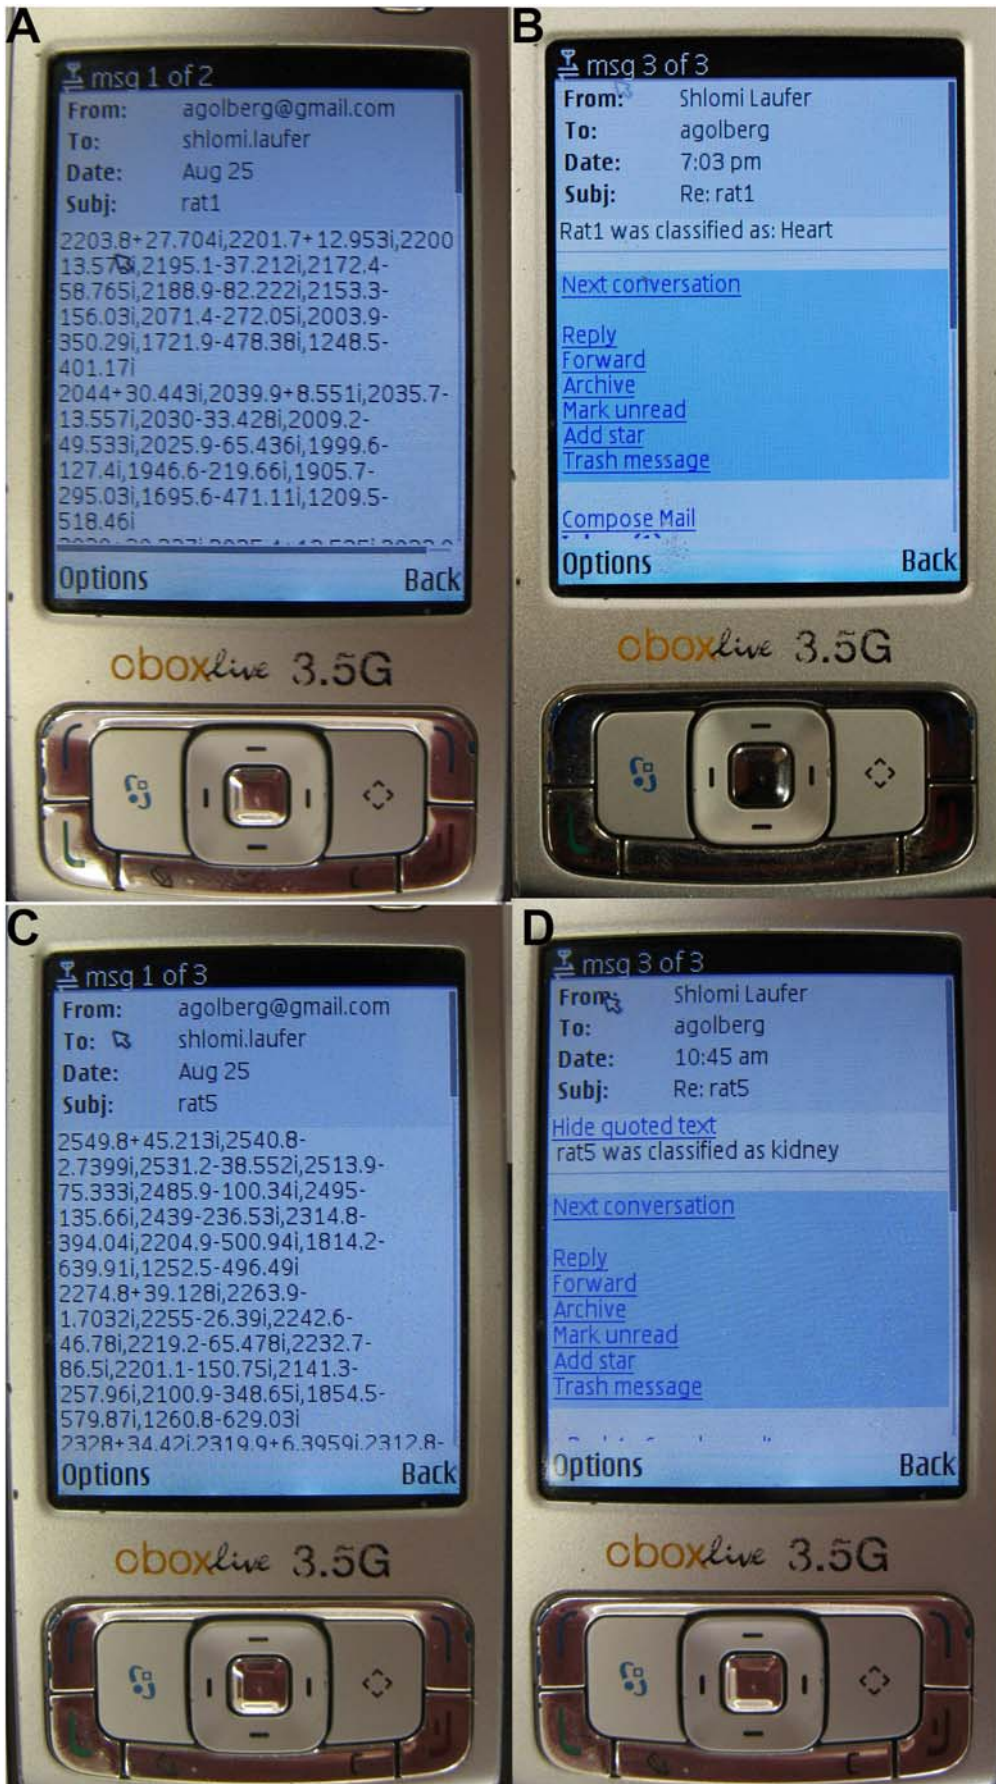 A
msg 1 of 2
From: agolberg@gmail.com
To: shlomi.laufer
Date: Aug 25
Subj: rat1
2203.8+27.704i,2201.7+12.953i,2200
i,2195.1-37.212i,2172.4-
58.765i,2188.9-82.222i,2153.3-
156.03i,2071.4-272.05i,2003.9-
350.29i,1721.9-478.38i,1248.5-
401.17i
2044+30.443i,2039.9+8.551i,2035.7-
13.557i,2030-33.428i,2009.2-
49.533i,2025.9-65.436i,1999.6-
127.4i,1946.6-219.66i,1905.7-
295.03i,1695.6-471.11i,1209.5-
518.46i
Options Back
cboxlive 3.5G
B
msg 3 of 3
From: Shlomi Laufer
To: agolberg
Date: 7:03 pm
Subj: Re: rat1
Rat1 was classified as: Heart
Next conversation
Reply
Forward
Archive
Mark unread
Add star
Trash message
Compose Mail
Options Back
cboxlive 3.5G
C
msg 1 of 3
From: agolberg@gmail.com
To: shlomi.laufer
Date: Aug 25
Subj: rat5
2549.8+45.213i,2540.8-
2.7399i,2531.2-38.552i,2513.9-
75.333i,2485.9-100.34i,2495-
135.66i,2439-236.53i,2314.8-
394.04i,2204.9-500.94i,1814.2-
639.91i,1252.5-496.49i
2274.8+39.128i,2263.9-
1.7032i,2255-26.39i,2242.6-
46.78i,2219.2-65.478i,2232.7-
86.5i,2201.1-150.75i,2141.3-
257.96i,2100.9-348.65i,1854.5-
579.87i,1260.8-629.03i
2328+34.42i,2319.9+6.3959i,2312.8-
Options Back
cboxlive 3.5G
D
msg 3 of 3
From: Shlomi Laufer
To: agolberg
Date: 10:45 am
Subj: Re: rat5
Hide quoted text
rat5 was classified as kidney
Next conversation
Reply
Forward
Archive
Mark unread
Add star
Trash message
Options Back
cboxlive 3.5G